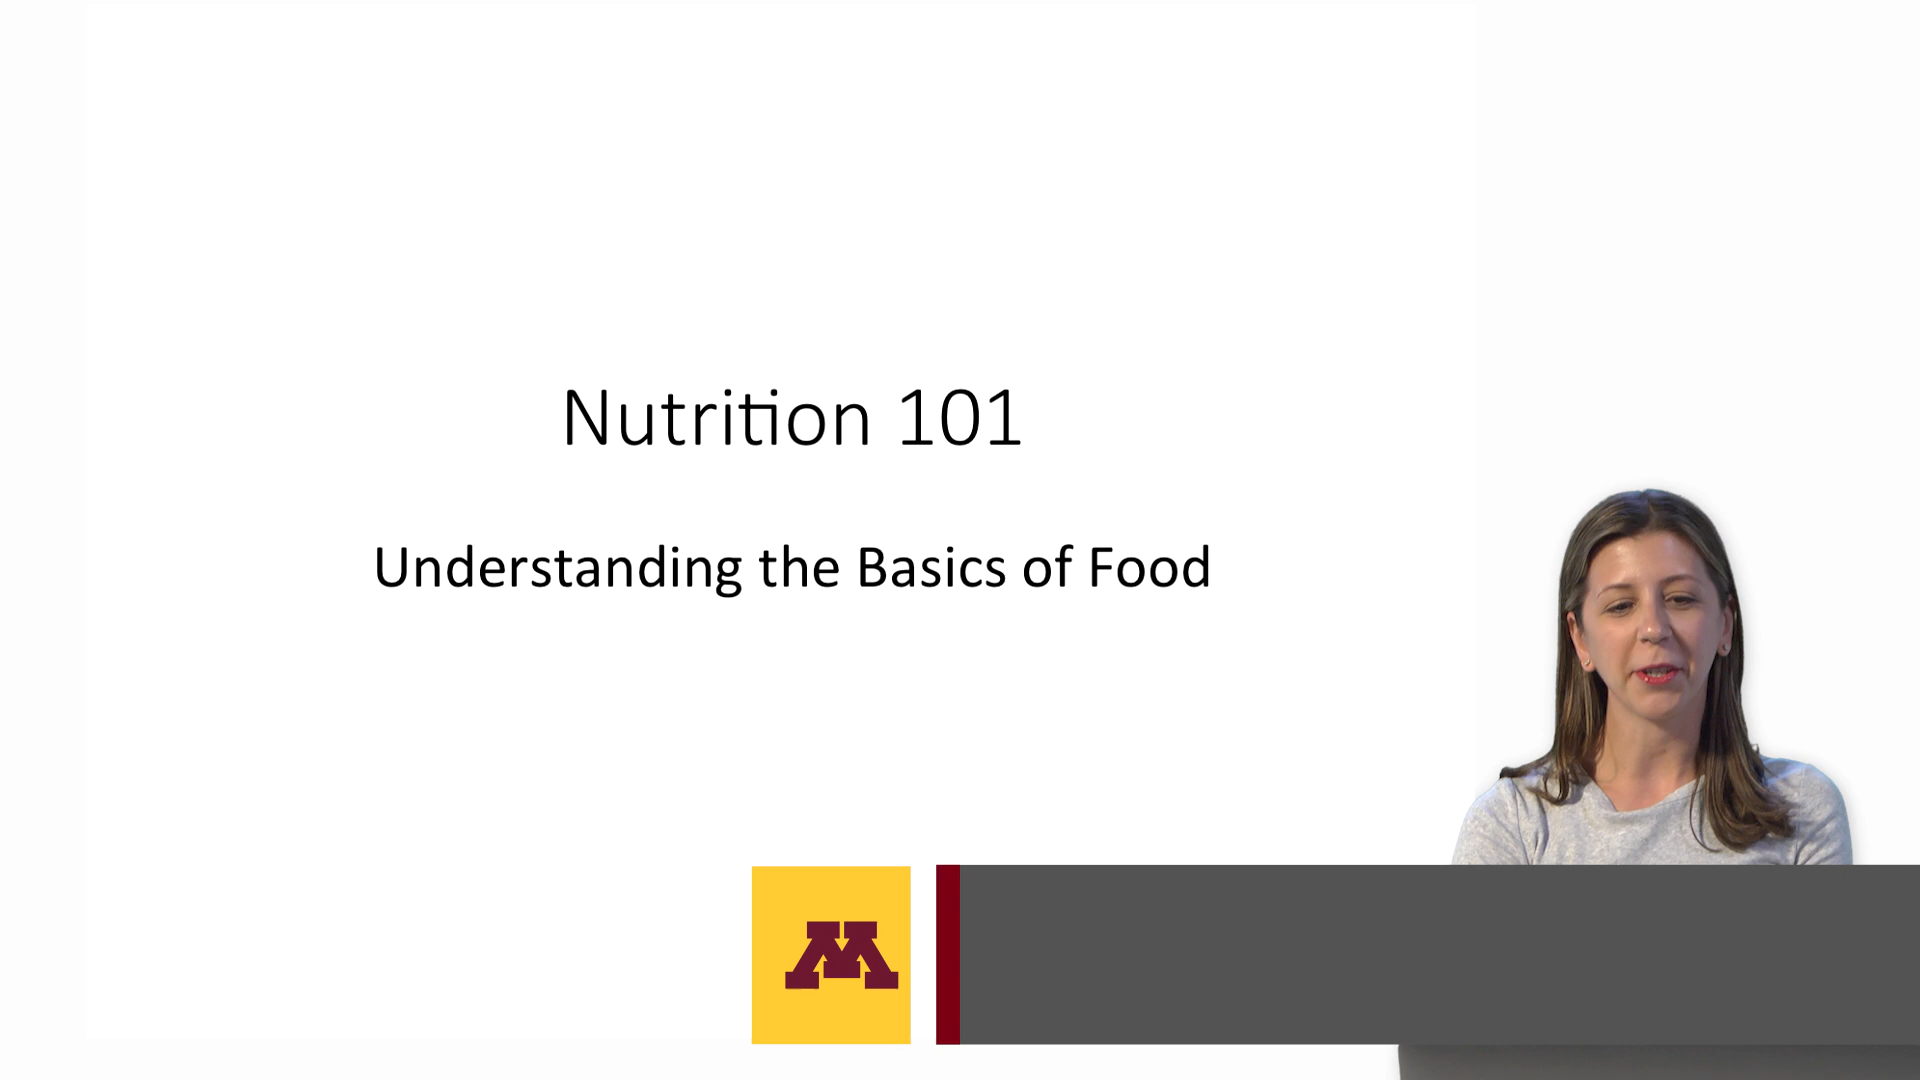 Nutrition 101
Understanding the Basics of Food
M